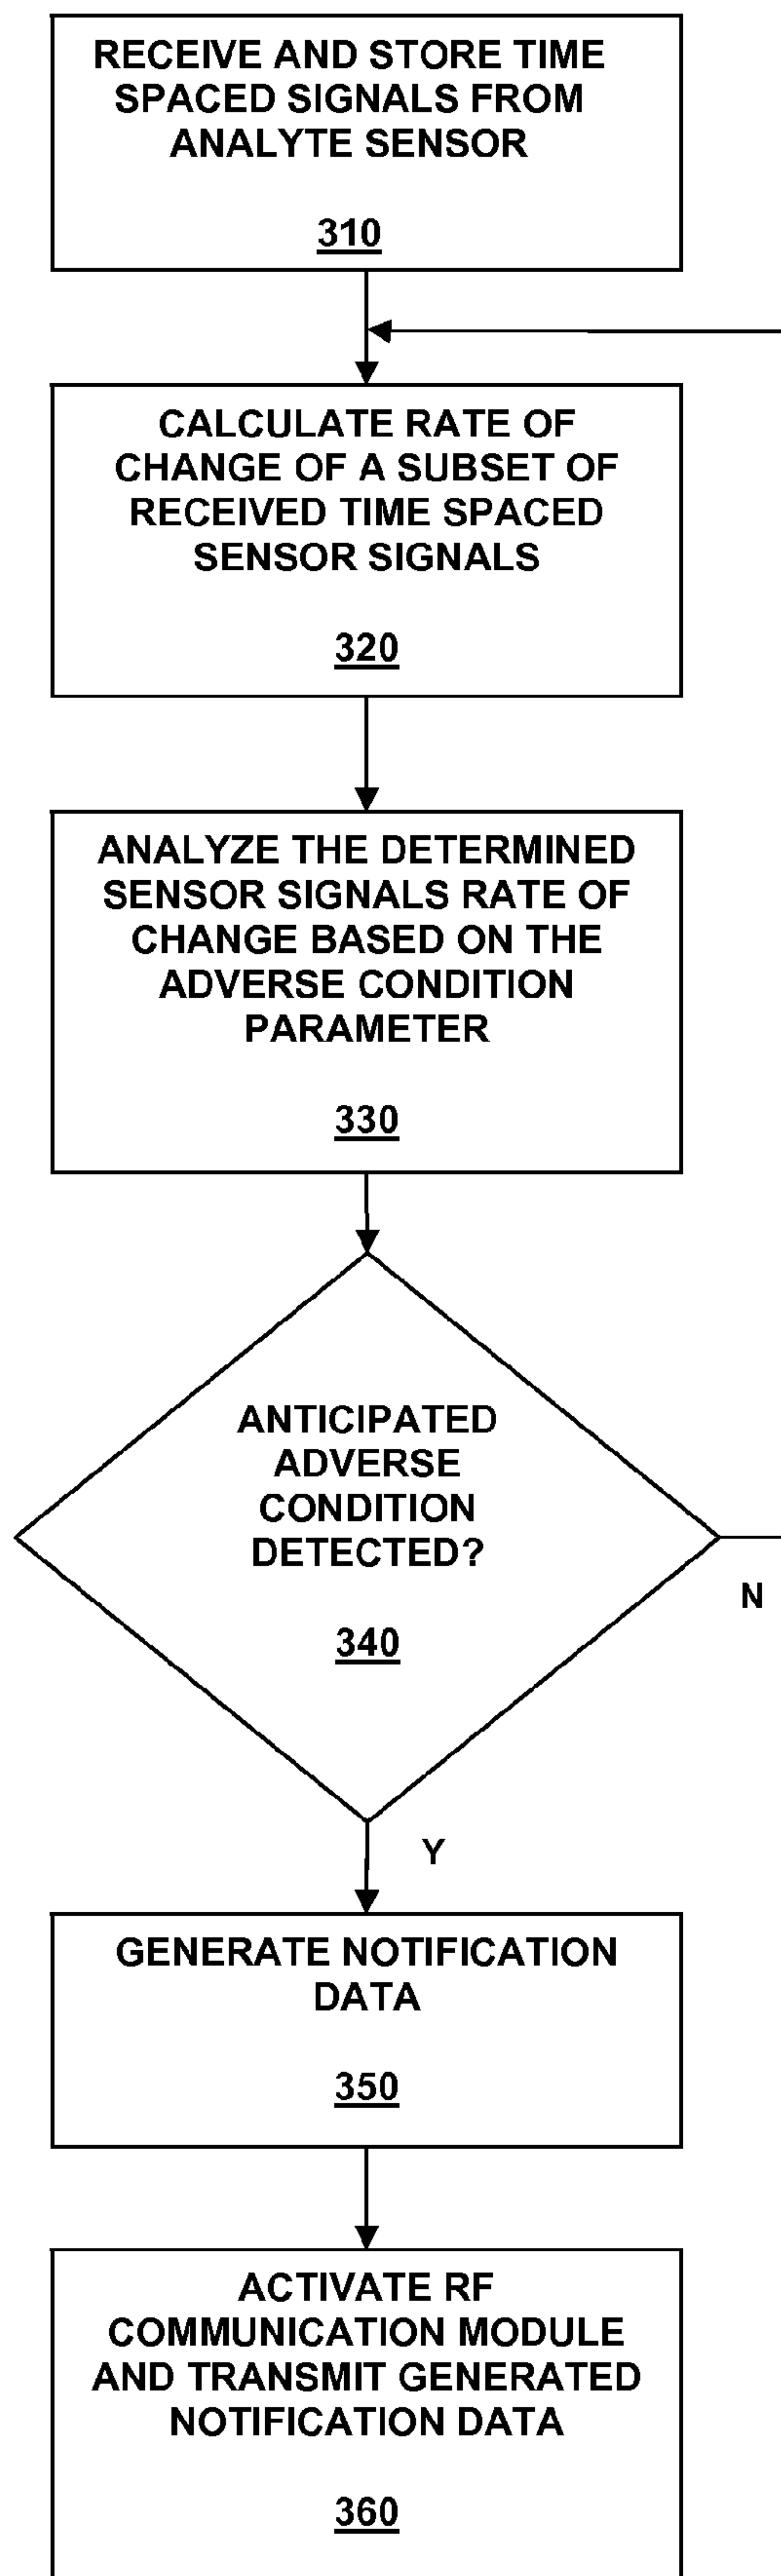 RECEIVE AND STORE TIME
SPACED SIGNALS FROM
ANALYTE SENSOR
310
CALCULATE RATE OF
CHANGE OF A SUBSET OF
RECEIVED TIME SPACED
SENSOR SIGNALS
320
ANALYZE THE DETERMINED
SENSOR SIGNALS RATE OF
CHANGE BASED ON THE
ADVERSE CONDITION
PARAMETER
330
ANTICIPATED
ADVERSE
CONDITION
DETECTED?
340
N
Y
GENERATE NOTIFICATION
DATA
350
ACTIVATE RF
COMMUNICATION MODULE
AND TRANSMIT GENERATED
NOTIFICATION DATA
360